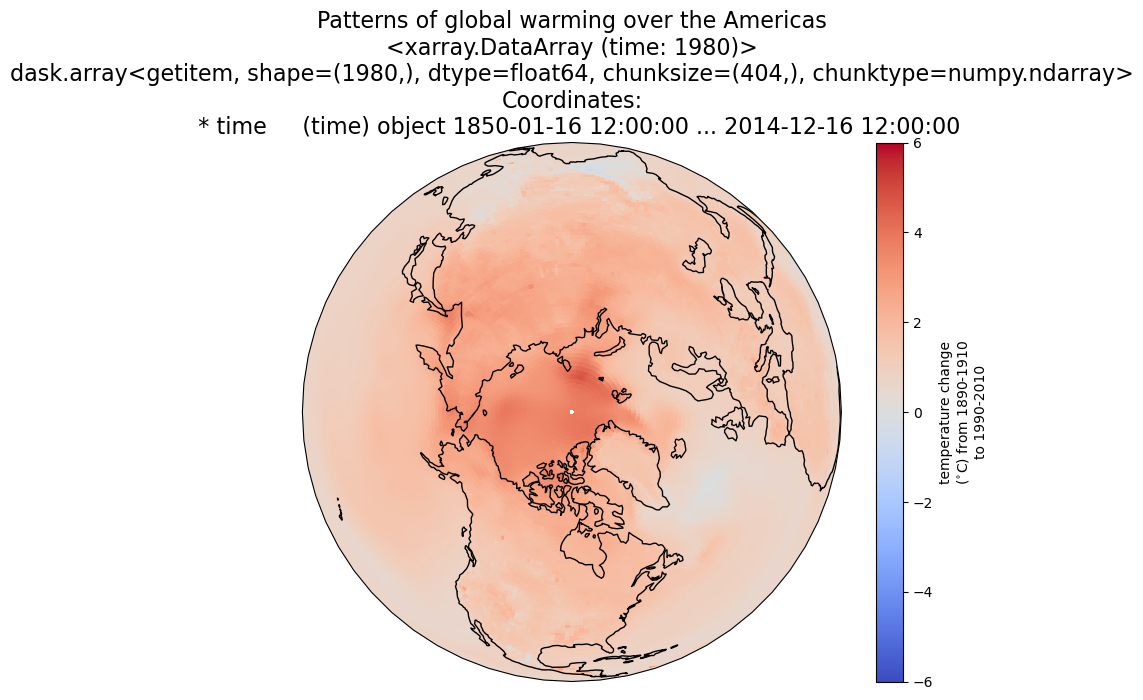 Patterns of global warming over the Americas
<xarray.DataArray (time: 1980)>
dask.array<getitem, shape=(1980,), dtype=float64, chunksize=(404,), chunktype=numpy.ndarray>
Coordinates:
* time     (time) object 1850-01-16 12:00:00 ... 2014-12-16 12:00:00
6
4
2
0
−2
−4
−6
temperature change
(°C) from 1890-1910
to 1990-2010